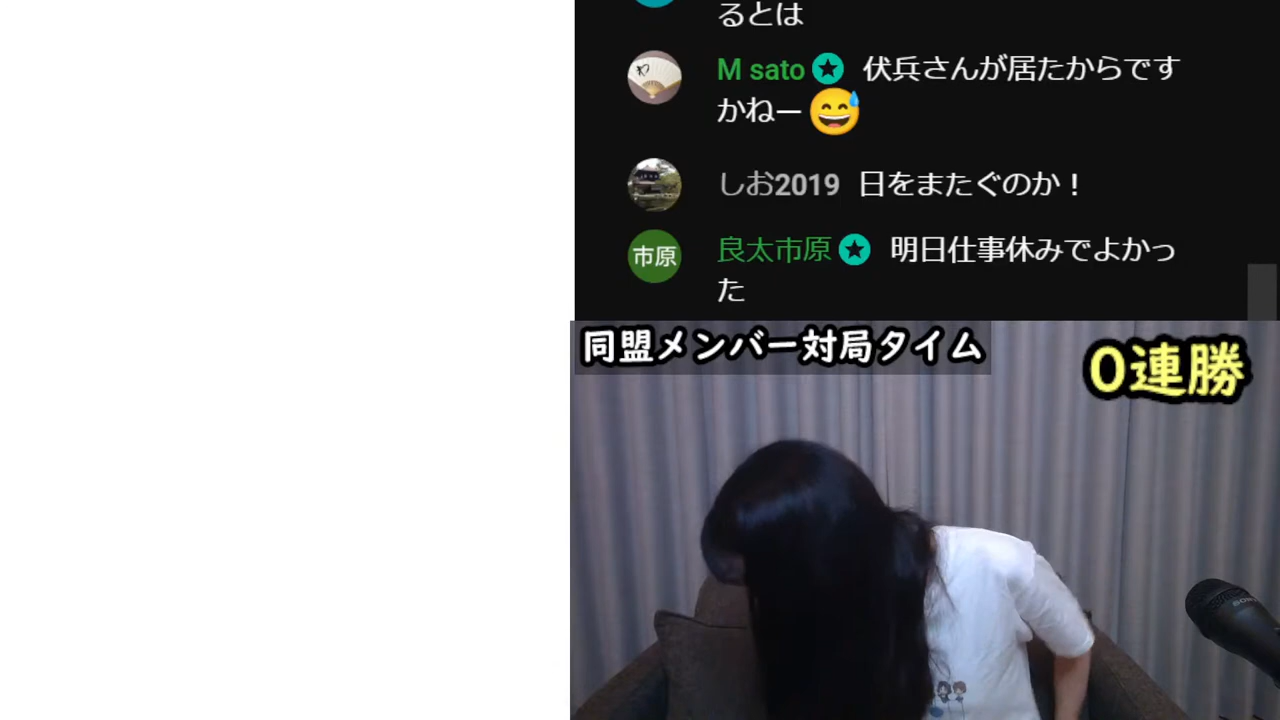 るとは
M sato 伏兵さんが居たからです
かねー😅
しお2019 日をまたぐのか！
市原
良太市原 明日仕事休みでよかっ
た
同盟メンバー対局タイム
0連勝